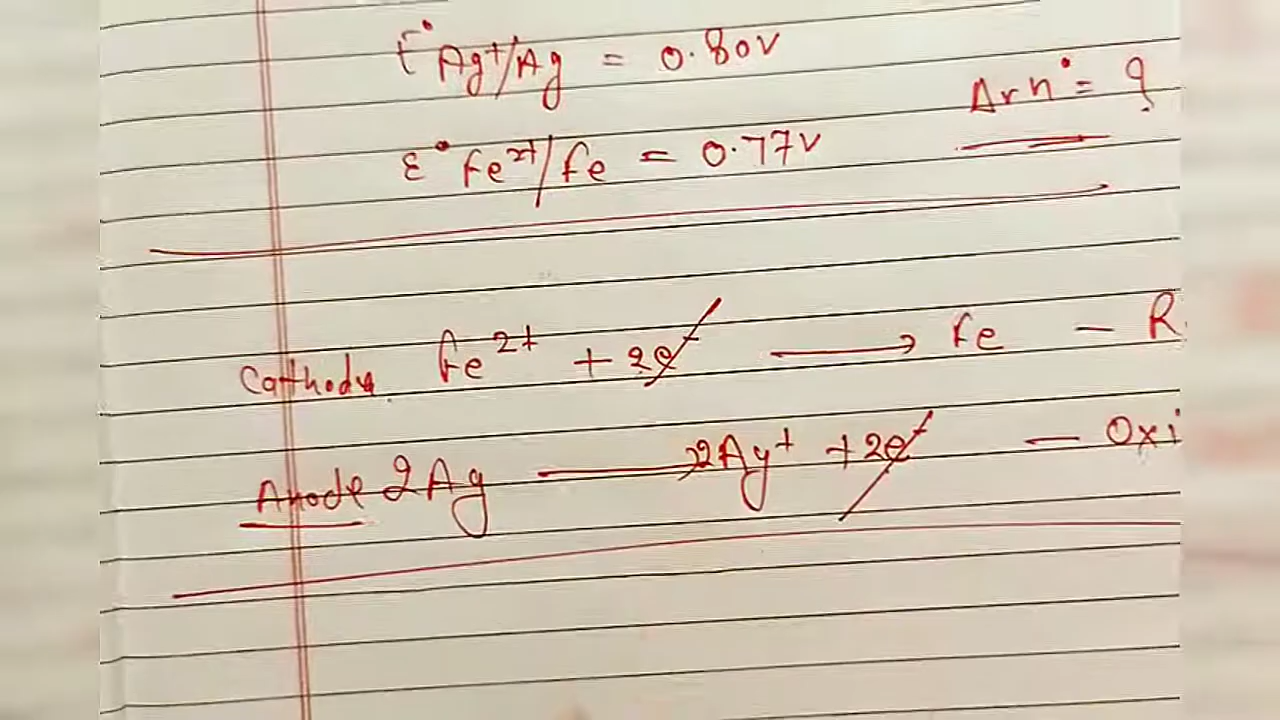 E° Ag+/Ag = 0.80V
Δrn° = ?
E° Fe2+/Fe = 0.77V
Cathode Fe2+ + 2e- → Fe - R
Anode 2Ag → 2Ag+ + 2e- - Oxi